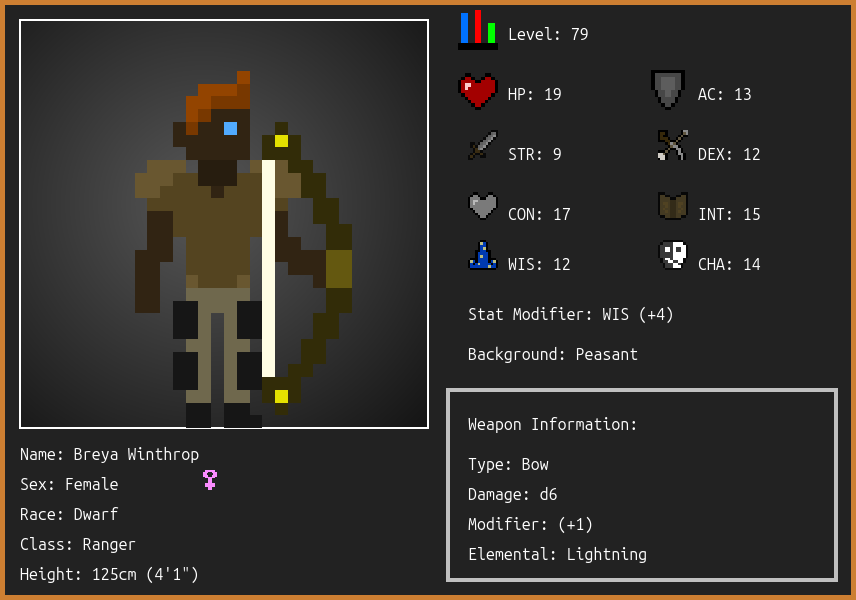 Level: 79
HP: 19
AC: 13
STR: 9
DEX: 12
CON: 17
INT: 15
WIS: 12
CHA: 14
Stat Modifier: WIS (+4)
Background: Peasant
Weapon Information:
Type: Bow
Damage: d6
Modifier: (+1)
Elemental: Lightning
Name: Breya Winthrop
Sex: Female
Race: Dwarf
Class: Ranger
Height: 125cm (4'1")